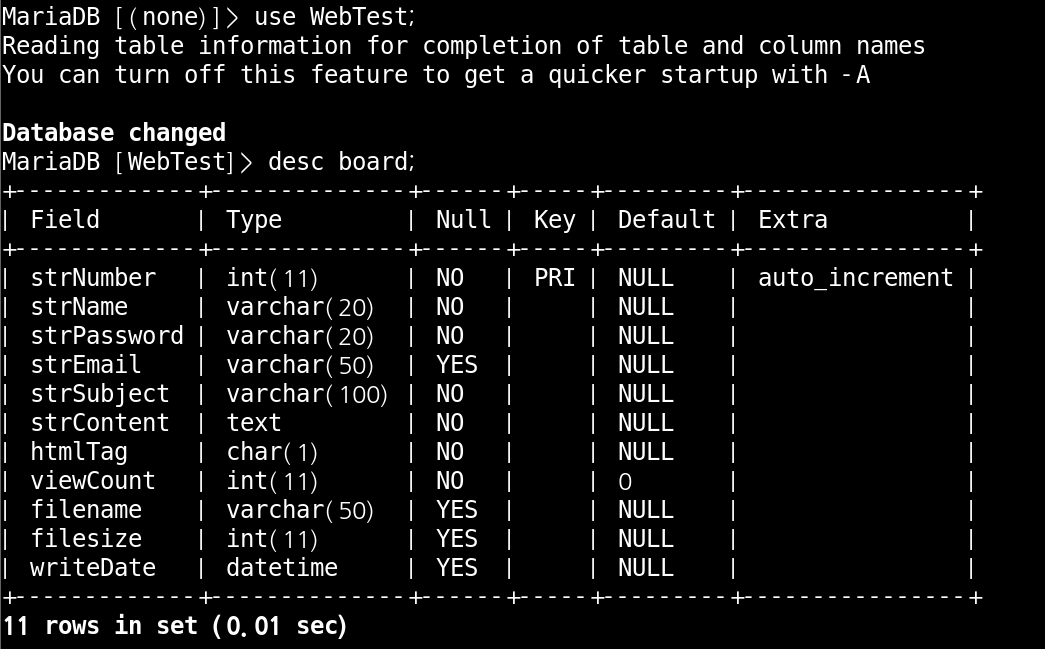 MariaDB [(none)]> use WebTest;
Reading table information for completion of table and column names
You can turn off this feature to get a quicker startup with -A
Database changed
MariaDB [WebTest]> desc board;
+-------------+--------------+------+-----+---------+----------------+
| Field       | Type         | Null | Key | Default | Extra          |
+-------------+--------------+------+-----+---------+----------------+
| strNumber   | int(11)      | NO   | PRI | NULL    | auto_increment |
| strName     | varchar(20)  | NO   |     | NULL    |                |
| strPassword | varchar(20)  | NO   |     | NULL    |                |
| strEmail    | varchar(50)  | YES  |     | NULL    |                |
| strSubject  | varchar(100) | NO   |     | NULL    |                |
| strContent  | text         | NO   |     | NULL    |                |
| htmlTag     | char(1)      | NO   |     | NULL    |                |
| viewCount   | int(11)      | NO   |     | 0       |                |
| filename    | varchar(50)  | YES  |     | NULL    |                |
| filesize    | int(11)      | YES  |     | NULL    |                |
| writeDate   | datetime     | YES  |     | NULL    |                |
+-------------+--------------+------+-----+---------+----------------+
11 rows in set (0.01 sec)